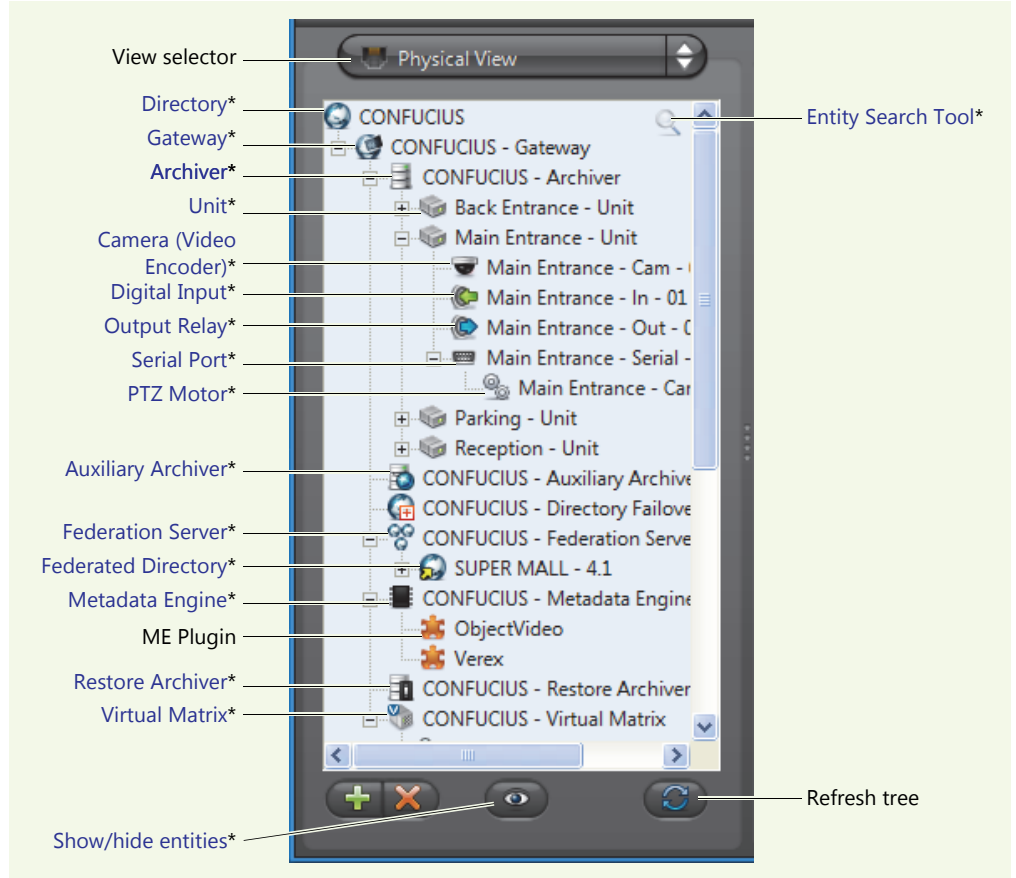 View selector
Physical View
Directory*
CONFUCIUS
Entity Search Tool*
Gateway*
CONFUCIUS - Gateway
Archiver*
CONFUCIUS - Archiver
Unit*
Back Entrance - Unit
Main Entrance - Unit
Camera (Video
Encoder)*
Main Entrance - Cam -
Digital Input*
Main Entrance - In - 01
Output Relay*
Main Entrance - Out - 0
Serial Port*
Main Entrance - Serial -
PTZ Motor*
Main Entrance - Car
Parking - Unit
Reception - Unit
Auxiliary Archiver*
CONFUCIUS - Auxiliary Archive
CONFUCIUS - Directory Failove
Federation Server*
CONFUCIUS - Federation Serve
Federated Directory*
SUPER MALL - 4.1
Metadata Engine*
CONFUCIUS - Metadata Engine
ME Plugin
ObjectVideo
Verex
Restore Archiver*
CONFUCIUS - Restore Archiver
Virtual Matrix*
CONFUCIUS - Virtual Matrix
Refresh tree
Show/hide entities*